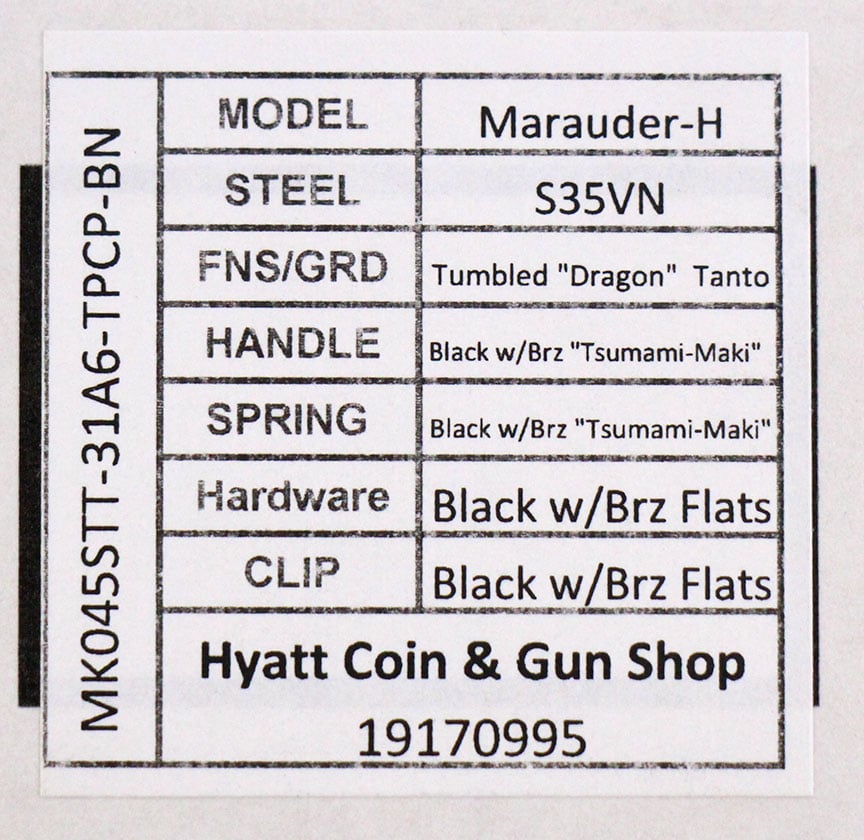 MK045STT-31A6-TPCP-BN
MODEL Marauder-H
STEEL S35VN
FNS/GRD Tumbled "Dragon" Tanto
HANDLE Black w/Brz "Tsumami-Maki"
SPRING Black w/Brz "Tsumami-Maki"
Hardware Black w/Brz Flats
CLIP Black w/Brz Flats
Hyatt Coin & Gun Shop
19170995